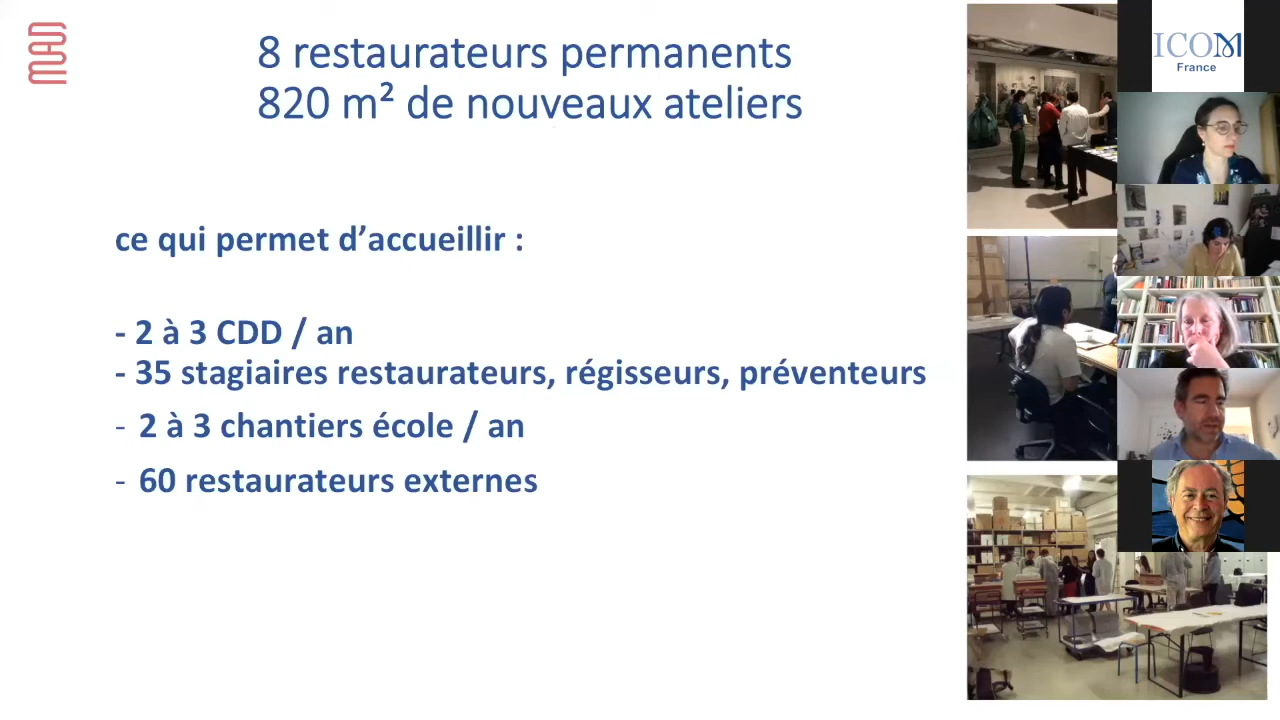 MAD
8 restaurateurs permanents
820 m² de nouveaux ateliers
ce qui permet d’accueillir :
- 2 à 3 CDD / an
- 35 stagiaires restaurateurs, régisseurs, préventeurs
- 2 à 3 chantiers école / an
- 60 restaurateurs externes
ICOM
France